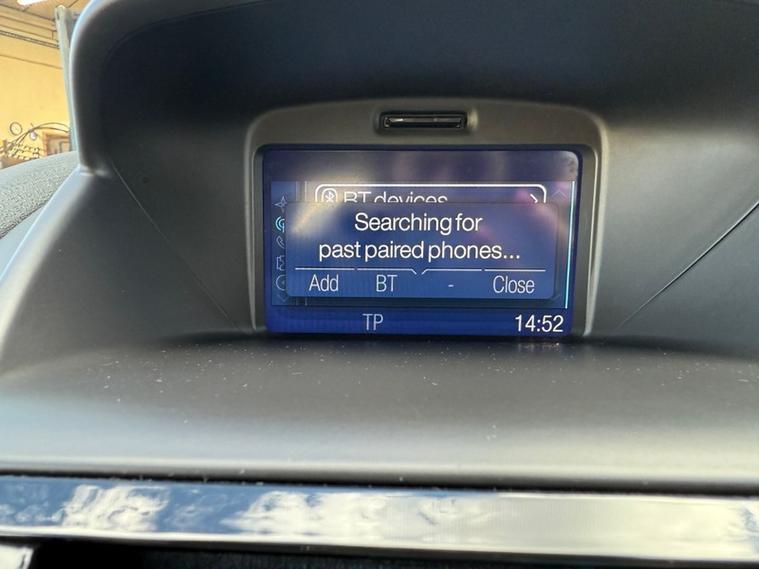 BT devices
Searching for
past paired phones...
Add BT - Close
TP 14:52